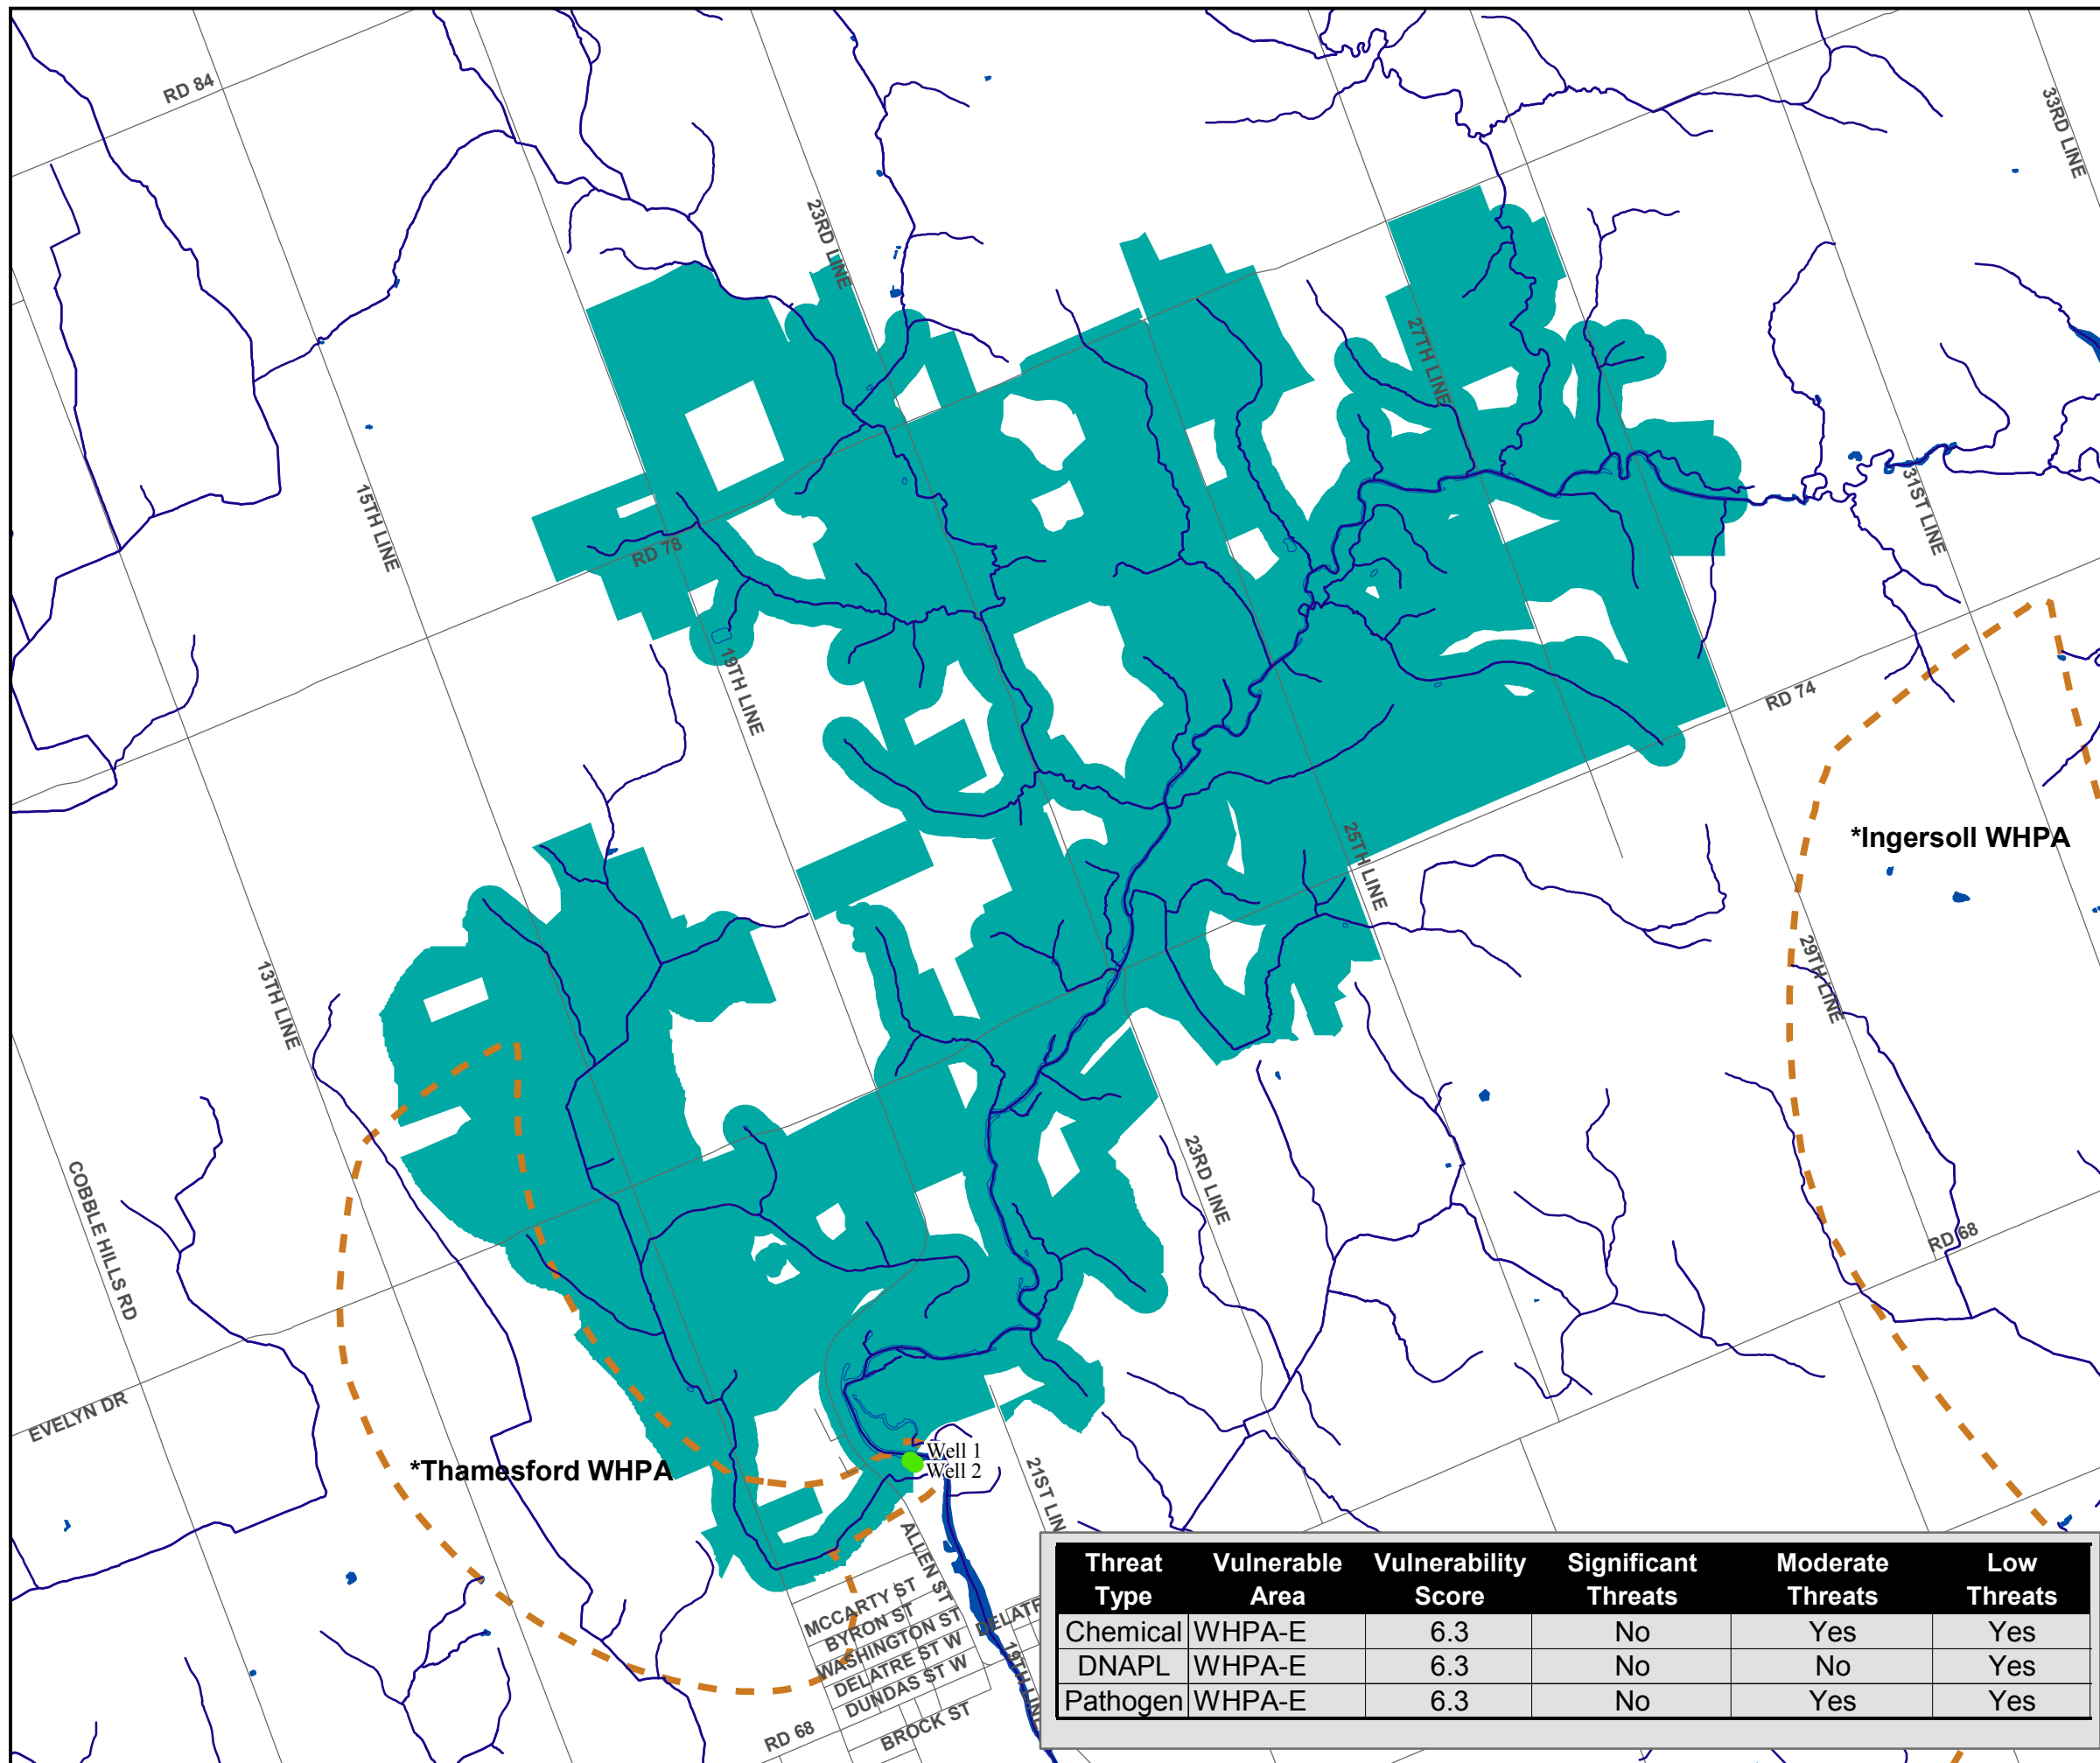 RD 84
33RD LINE
23RD LINE
27TH LINE
15TH LINE
31ST LINE
RD 78
19TH LINE
RD 74
25TH LINE
*Ingersoll WHPA
13TH LINE
29TH LINE
23RD LINE
COBBLE HILLS RD
RD 68
EVELYN DR
Well 1
*Thamesford WHPA
Well 2
21ST LIN
ALLEN ST
MCCARTY ST
BYRON ST
WASHINGTON ST
DELATRE ST W
DUNDAS ST W
DELATR
19TH LINE
RD 68
BROCK ST
Threat Type Vulnerable Area Vulnerability Score Significant Threats Moderate Threats Low Threats
Chemical WHPA-E 6.3 No Yes Yes
DNAPL WHPA-E 6.3 No No Yes
Pathogen WHPA-E 6.3 No Yes Yes